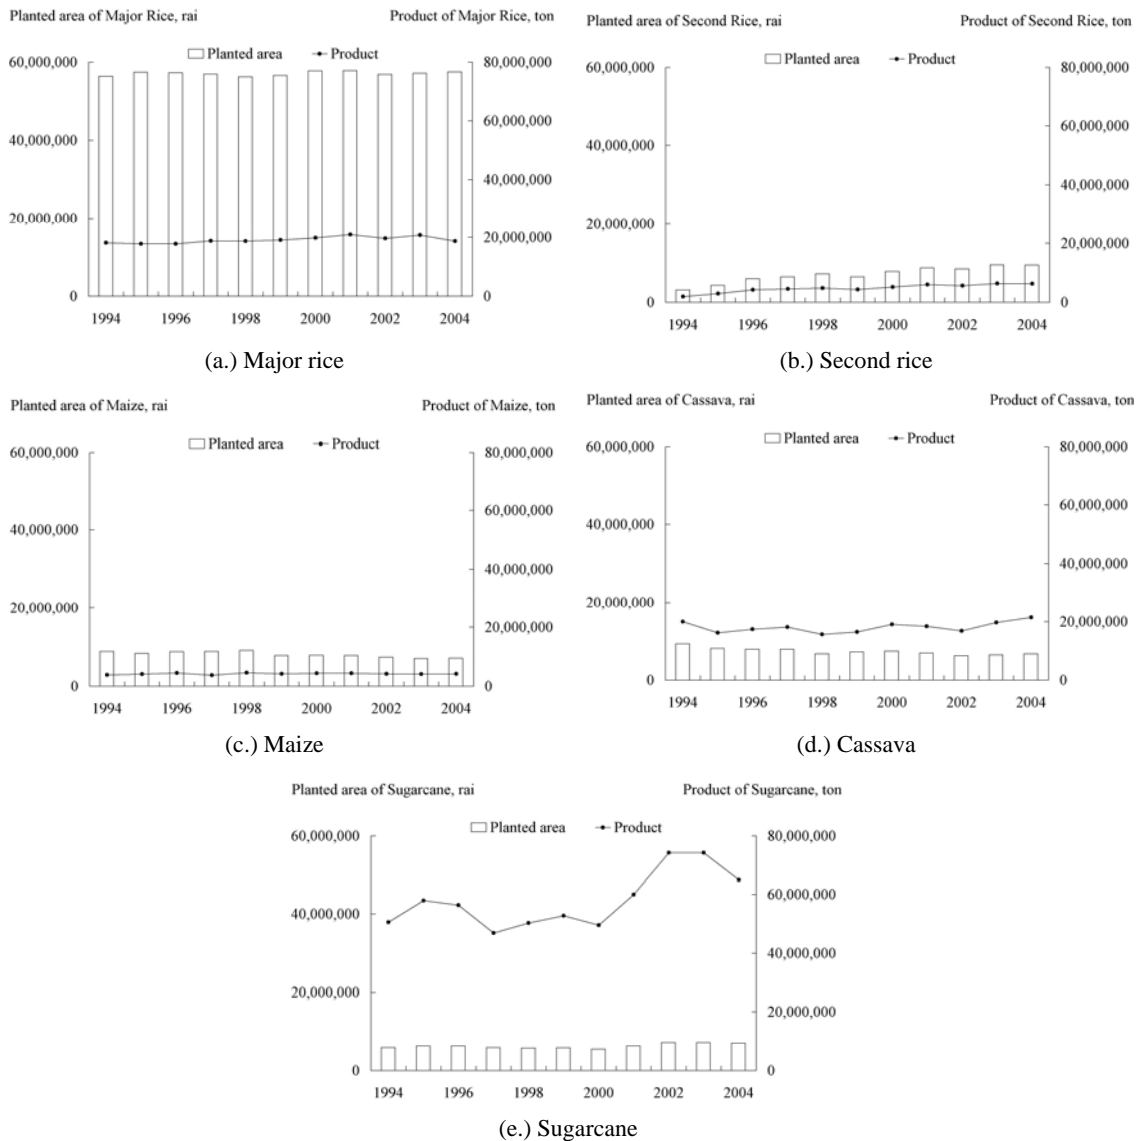 Planted area of Major Rice, rai Product of Major Rice, ton
Planted area Product
60,000,000 80,000,000
60,000,000
40,000,000
40,000,000
20,000,000
20,000,000
0 0
1994 1996 1998 2000 2002 2004
(a.) Major rice
Planted area of Second Rice, rai Product of Second Rice, ton
Planted area Product
60,000,000 80,000,000
60,000,000
40,000,000
40,000,000
20,000,000
20,000,000
0 0
1994 1996 1998 2000 2002 2004
(b.) Second rice
Planted area of Maize, rai Product of Maize, ton
Planted area Product
60,000,000 80,000,000
60,000,000
40,000,000
40,000,000
20,000,000
20,000,000
0 0
1994 1996 1998 2000 2002 2004
(c.) Maize
Planted area of Cassava, rai Product of Cassava, ton
Planted area Product
60,000,000 80,000,000
60,000,000
40,000,000
40,000,000
20,000,000 20,000,000
0 0
1994 1996 1998 2000 2002 2004
(d.) Cassava
Planted area of Sugarcane, rai Product of Sugarcane, ton
Planted area Product
60,000,000 80,000,000
60,000,000
40,000,000
40,000,000
20,000,000
20,000,000
0 0
1994 1996 1998 2000 2002 2004
(e.) Sugarcane